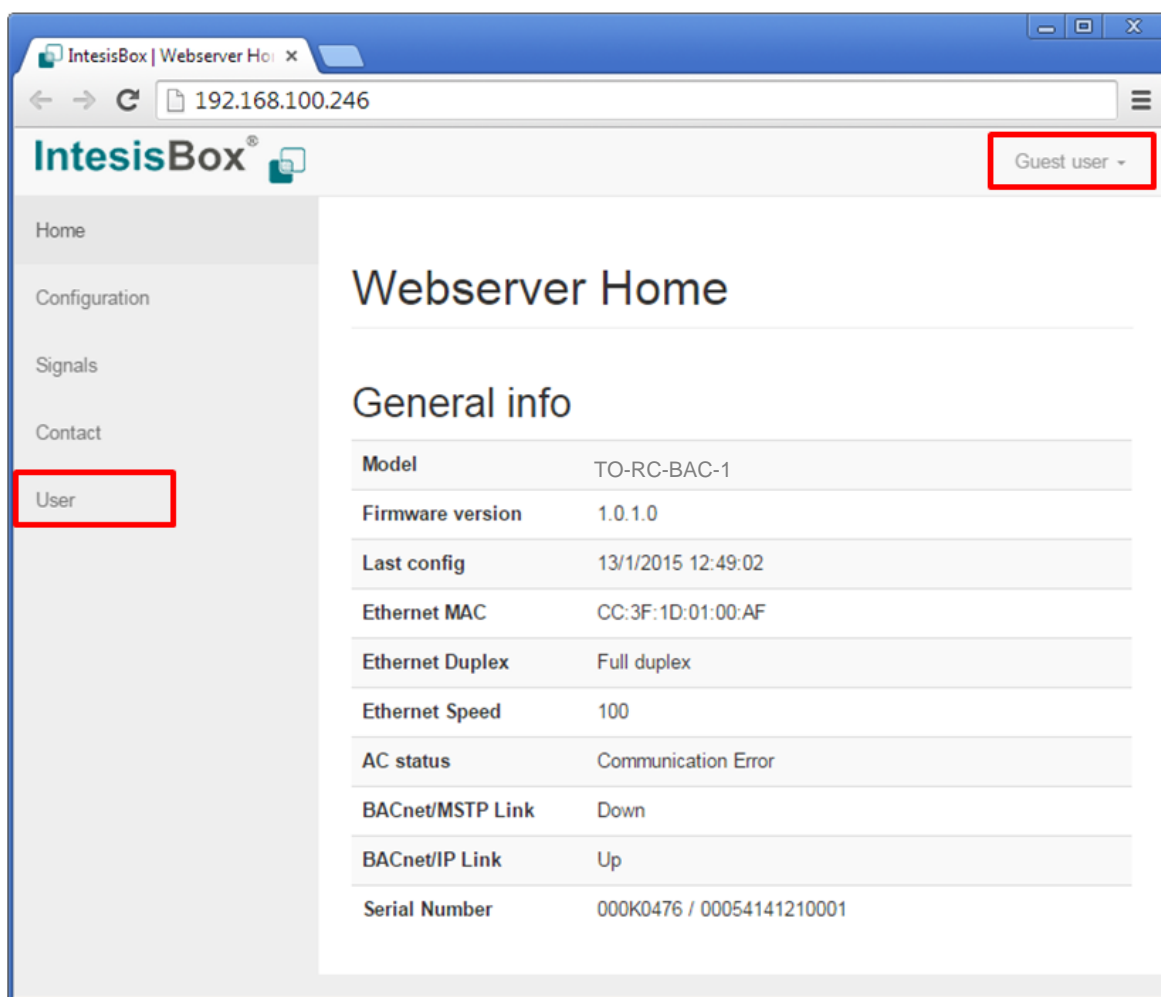 IntesisBox | Webserver Ho
192.168.100.246
IntesisBox®
Guest user
Home
Configuration
Signals
Contact
User
Webserver Home
General info
Model TO-RC-BAC-1
Firmware version 1.0.1.0
Last config 13/1/2015 12:49:02
Ethernet MAC CC:3F:1D:01:00:AF
Ethernet Duplex Full duplex
Ethernet Speed 100
AC status Communication Error
BACnet/MSTP Link Down
BACnet/IP Link Up
Serial Number 000K0476 / 00054141210001